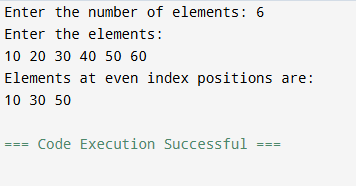 Enter the number of elements: 6
Enter the elements:
10 20 30 40 50 60
Elements at even index positions are:
10 30 50
=== Code Execution Successful ===